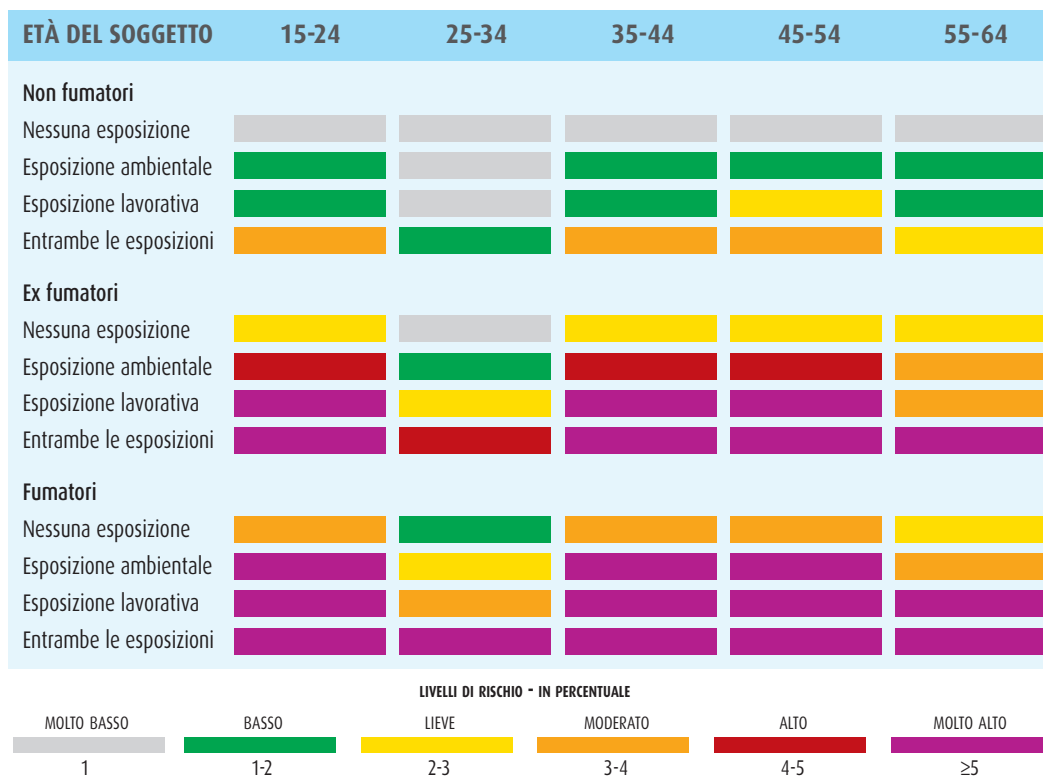 ETÀ DEL SOGGETTO 15-24 25-34 35-44 45-54 55-64
Non fumatori
Nessuna esposizione
Esposizione ambientale
Esposizione lavorativa
Entrambe le esposizioni
Ex fumatori
Nessuna esposizione
Esposizione ambientale
Esposizione lavorativa
Entrambe le esposizioni
Fumatori
Nessuna esposizione
Esposizione ambientale
Esposizione lavorativa
Entrambe le esposizioni
LIVELLI DI RISCHIO - IN PERCENTUALE
MOLTO BASSO BASSO LIEVE MODERATO ALTO MOLTO ALTO
1 1-2 2-3 3-4 4-5 ≥5